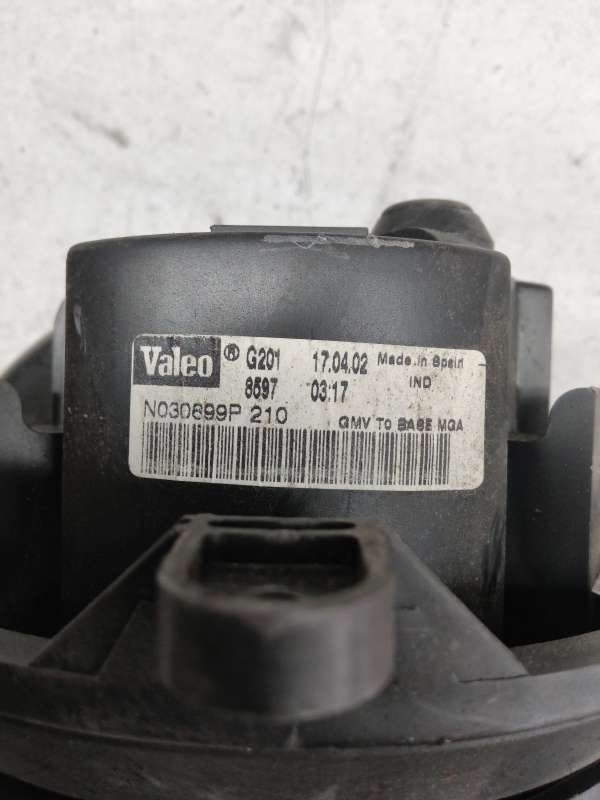 Valeo ® G201 17.04.02 Made in Spain
8597 03:17 IND
N030699P 210 GMV To BASE MGA